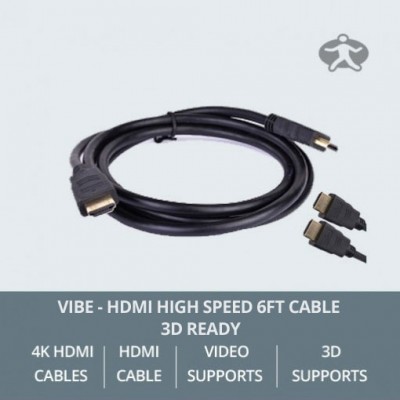 VIBE - HDMI HIGH SPEED 6FT CABLE
3D READY
4K HDMI CABLES
HDMI CABLE
VIDEO SUPPORTS
3D SUPPORTS